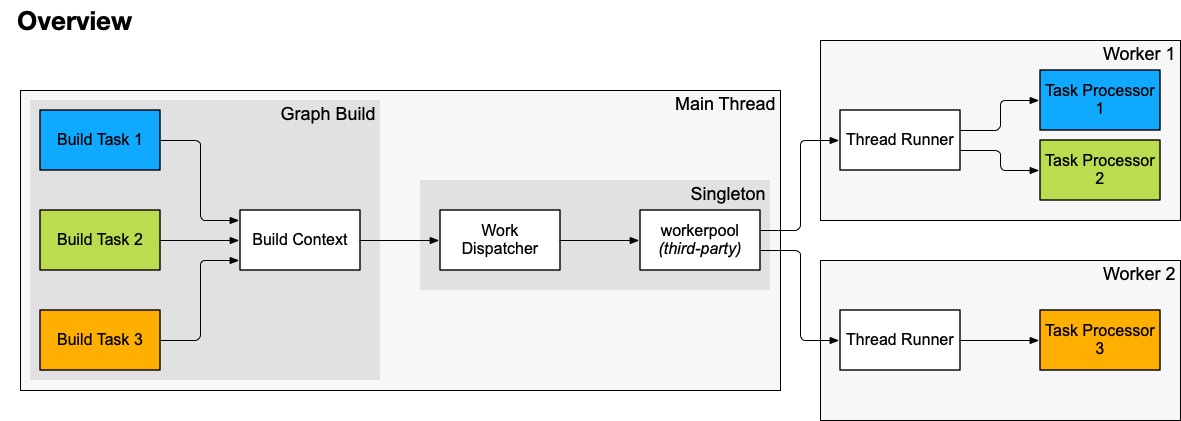 Overview
Main Thread
Graph Build
Build Task 1
Build Task 2
Build Task 3
Build Context
Singleton
Work
Dispatcher
workerpool
(third-party)
Worker 1
Thread Runner
Task Processor
1
Task Processor
2
Worker 2
Thread Runner
Task Processor
3